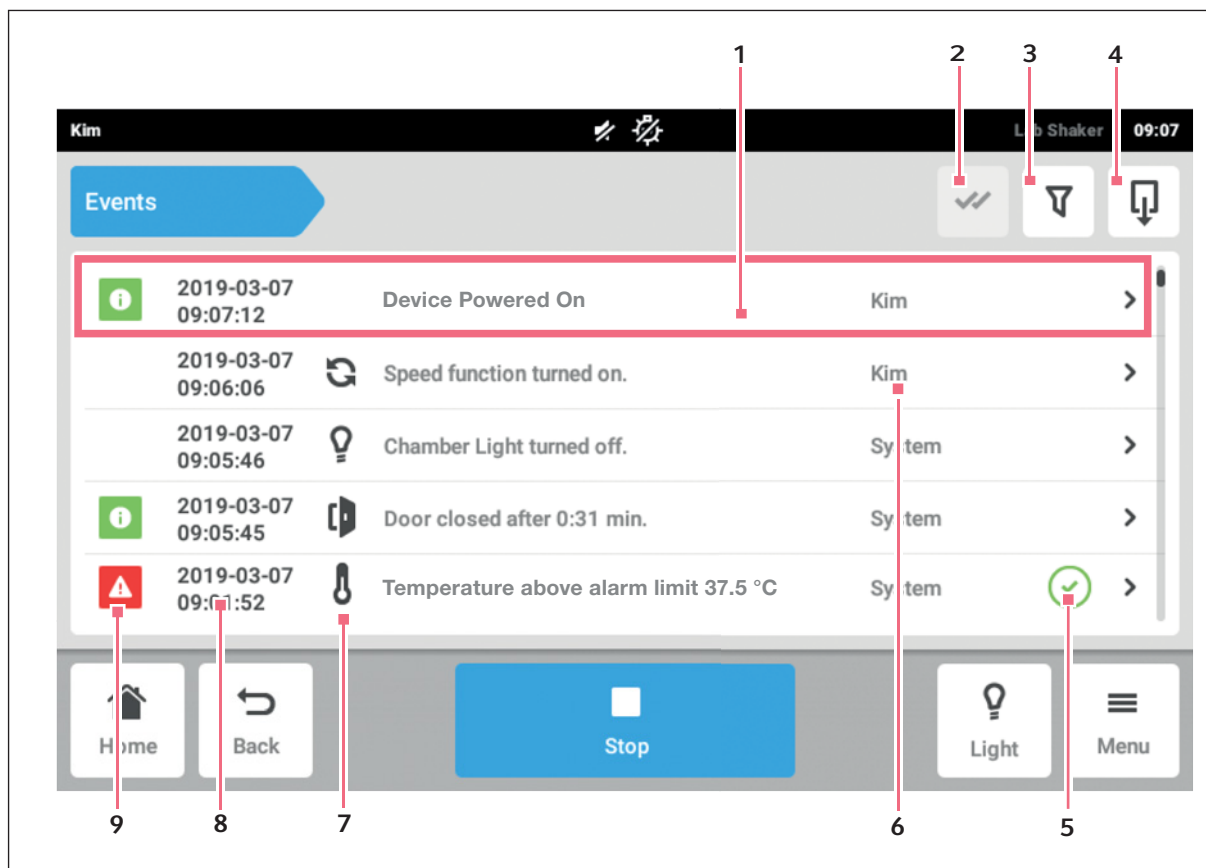 1 2 3 4
Kim Lab Shaker 09:07
Events
2019-03-07
09:07:12
Device Powered On Kim
2019-03-07
09:06:06
Speed function turned on. Kim
2019-03-07
09:05:46
Chamber Light turned off. System
2019-03-07
09:05:45
Door closed after 0:31 min. System
2019-03-07
09:01:52
Temperature above alarm limit 37.5 °C System
Home Back Stop Light Menu
9 8 7 6 5